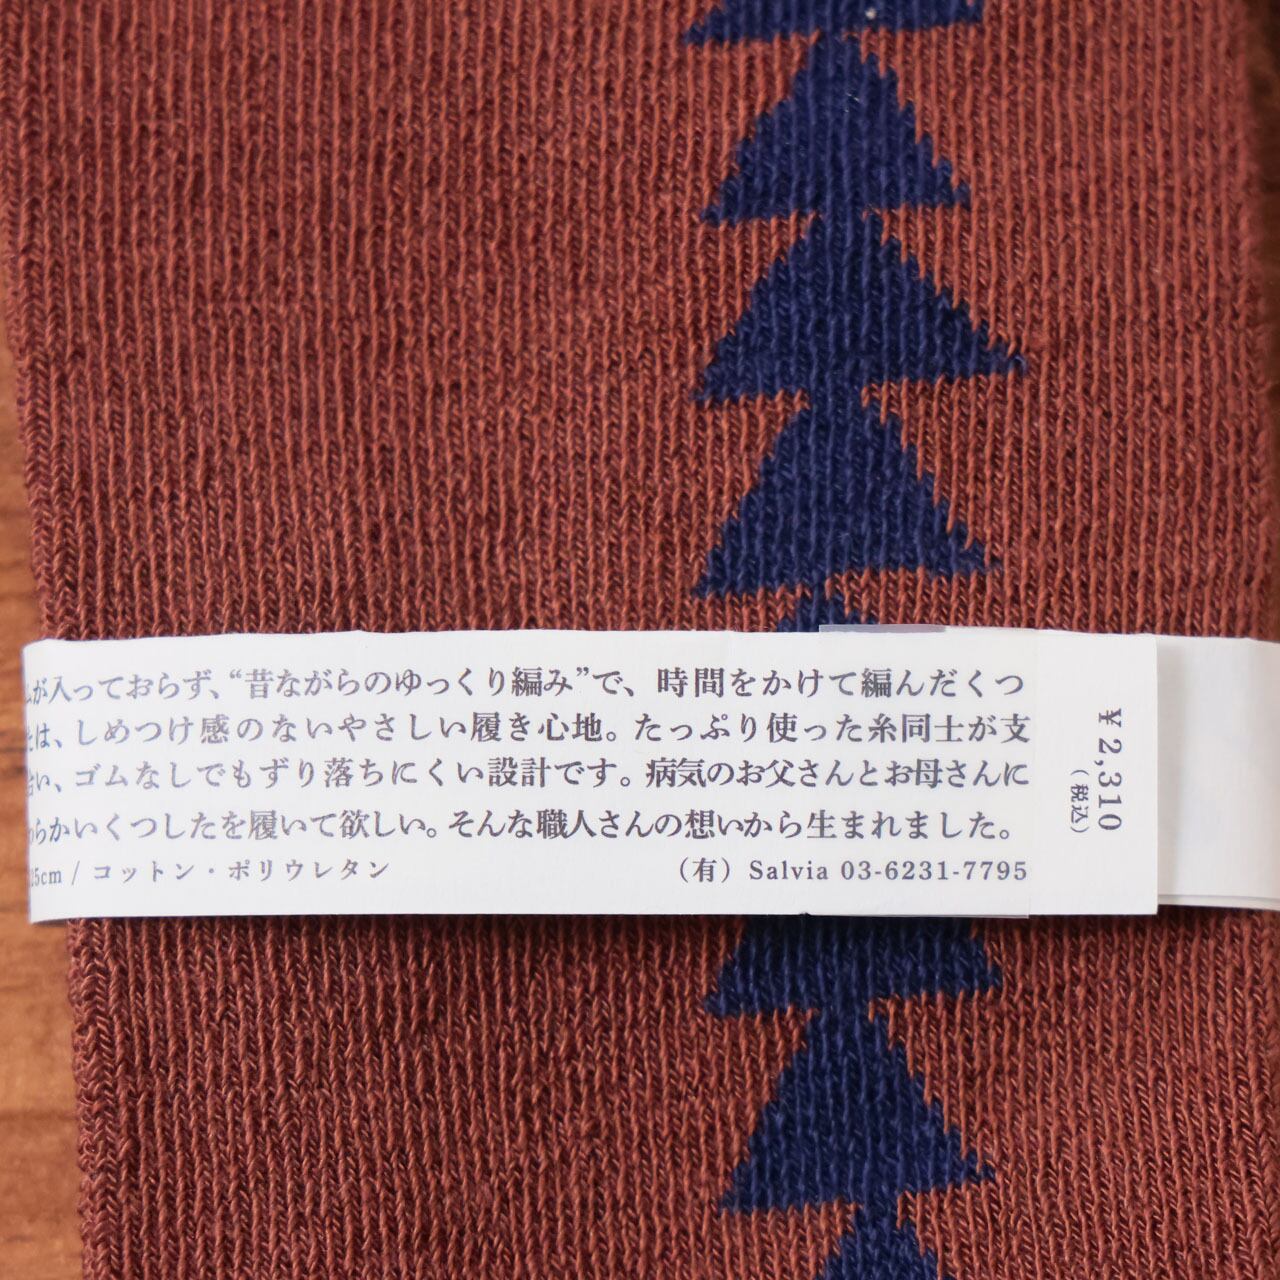 が入っておらず、“昔ながらのゆっくり編み”で、時間をかけて編んだくつ
は、しめつけ感のないやさしい履き心地。たっぷり使った糸同士が支
い、ゴムなしでもずり落ちにくい設計です。病気のお父さんとお母さんに
らかいくつしたを履いて欲しい。そんな職人さんの想いから生まれました。
25cm / コットン・ポリウレタン
（有）Salvia 03-6231-7795
¥2,310
（税込）